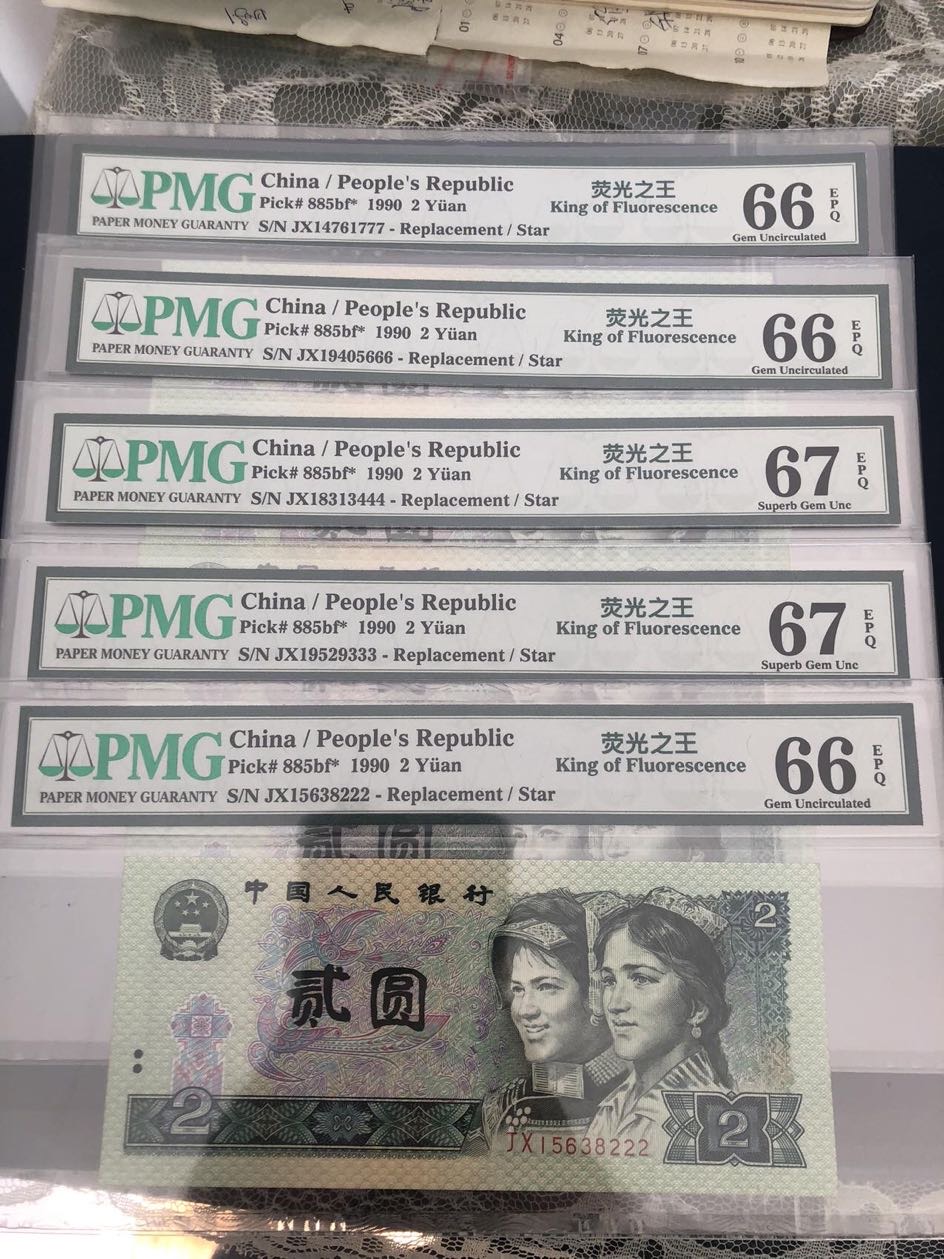 PMG
PAPER MONEY GUARANTY
China / People's Republic
Pick# 885bf* 1990 2 Yüan
S/N JX14761777 - Replacement / Star
荧光之王
King of Fluorescence
66
EPQ
Gem Uncirculated
PMG
PAPER MONEY GUARANTY
China / People's Republic
Pick# 885bf* 1990 2 Yüan
S/N JX19405666 - Replacement / Star
荧光之王
King of Fluorescence
66
EPQ
Gem Uncirculated
PMG
PAPER MONEY GUARANTY
China / People's Republic
Pick# 885bf* 1990 2 Yüan
S/N JX18313444 - Replacement / Star
荧光之王
King of Fluorescence
67
EPQ
Superb Gem Unc
PMG
PAPER MONEY GUARANTY
China / People's Republic
Pick# 885bf* 1990 2 Yüan
S/N JX19529333 - Replacement / Star
荧光之王
King of Fluorescence
67
EPQ
Superb Gem Unc
PMG
PAPER MONEY GUARANTY
China / People's Republic
Pick# 885bf* 1990 2 Yüan
S/N JX15638222 - Replacement / Star
荧光之王
King of Fluorescence
66
EPQ
Gem Uncirculated
贰圆
中国人民银行
2
贰圆
2
JX15638222
2